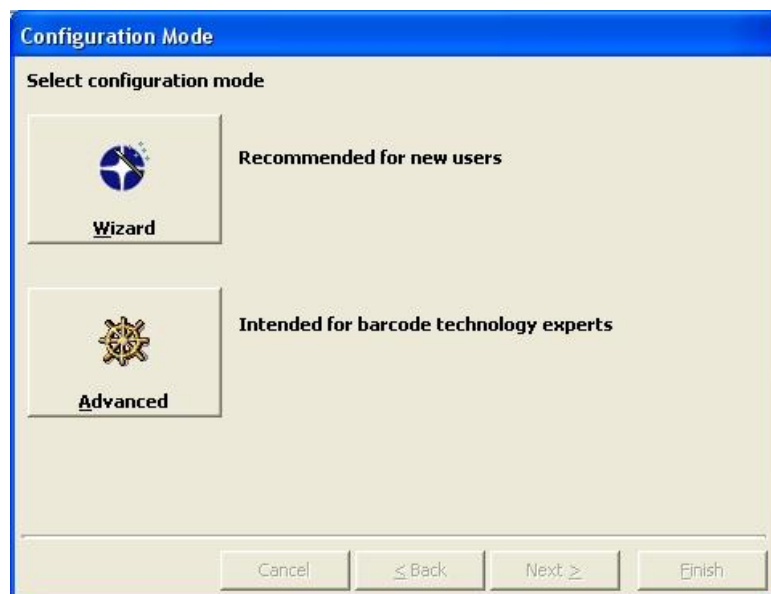 Configuration Mode
Select configuration mode
Recommended for new users
Wizard
Intended for barcode technology experts
Advanced
Cancel
< Back
Next >
Finish